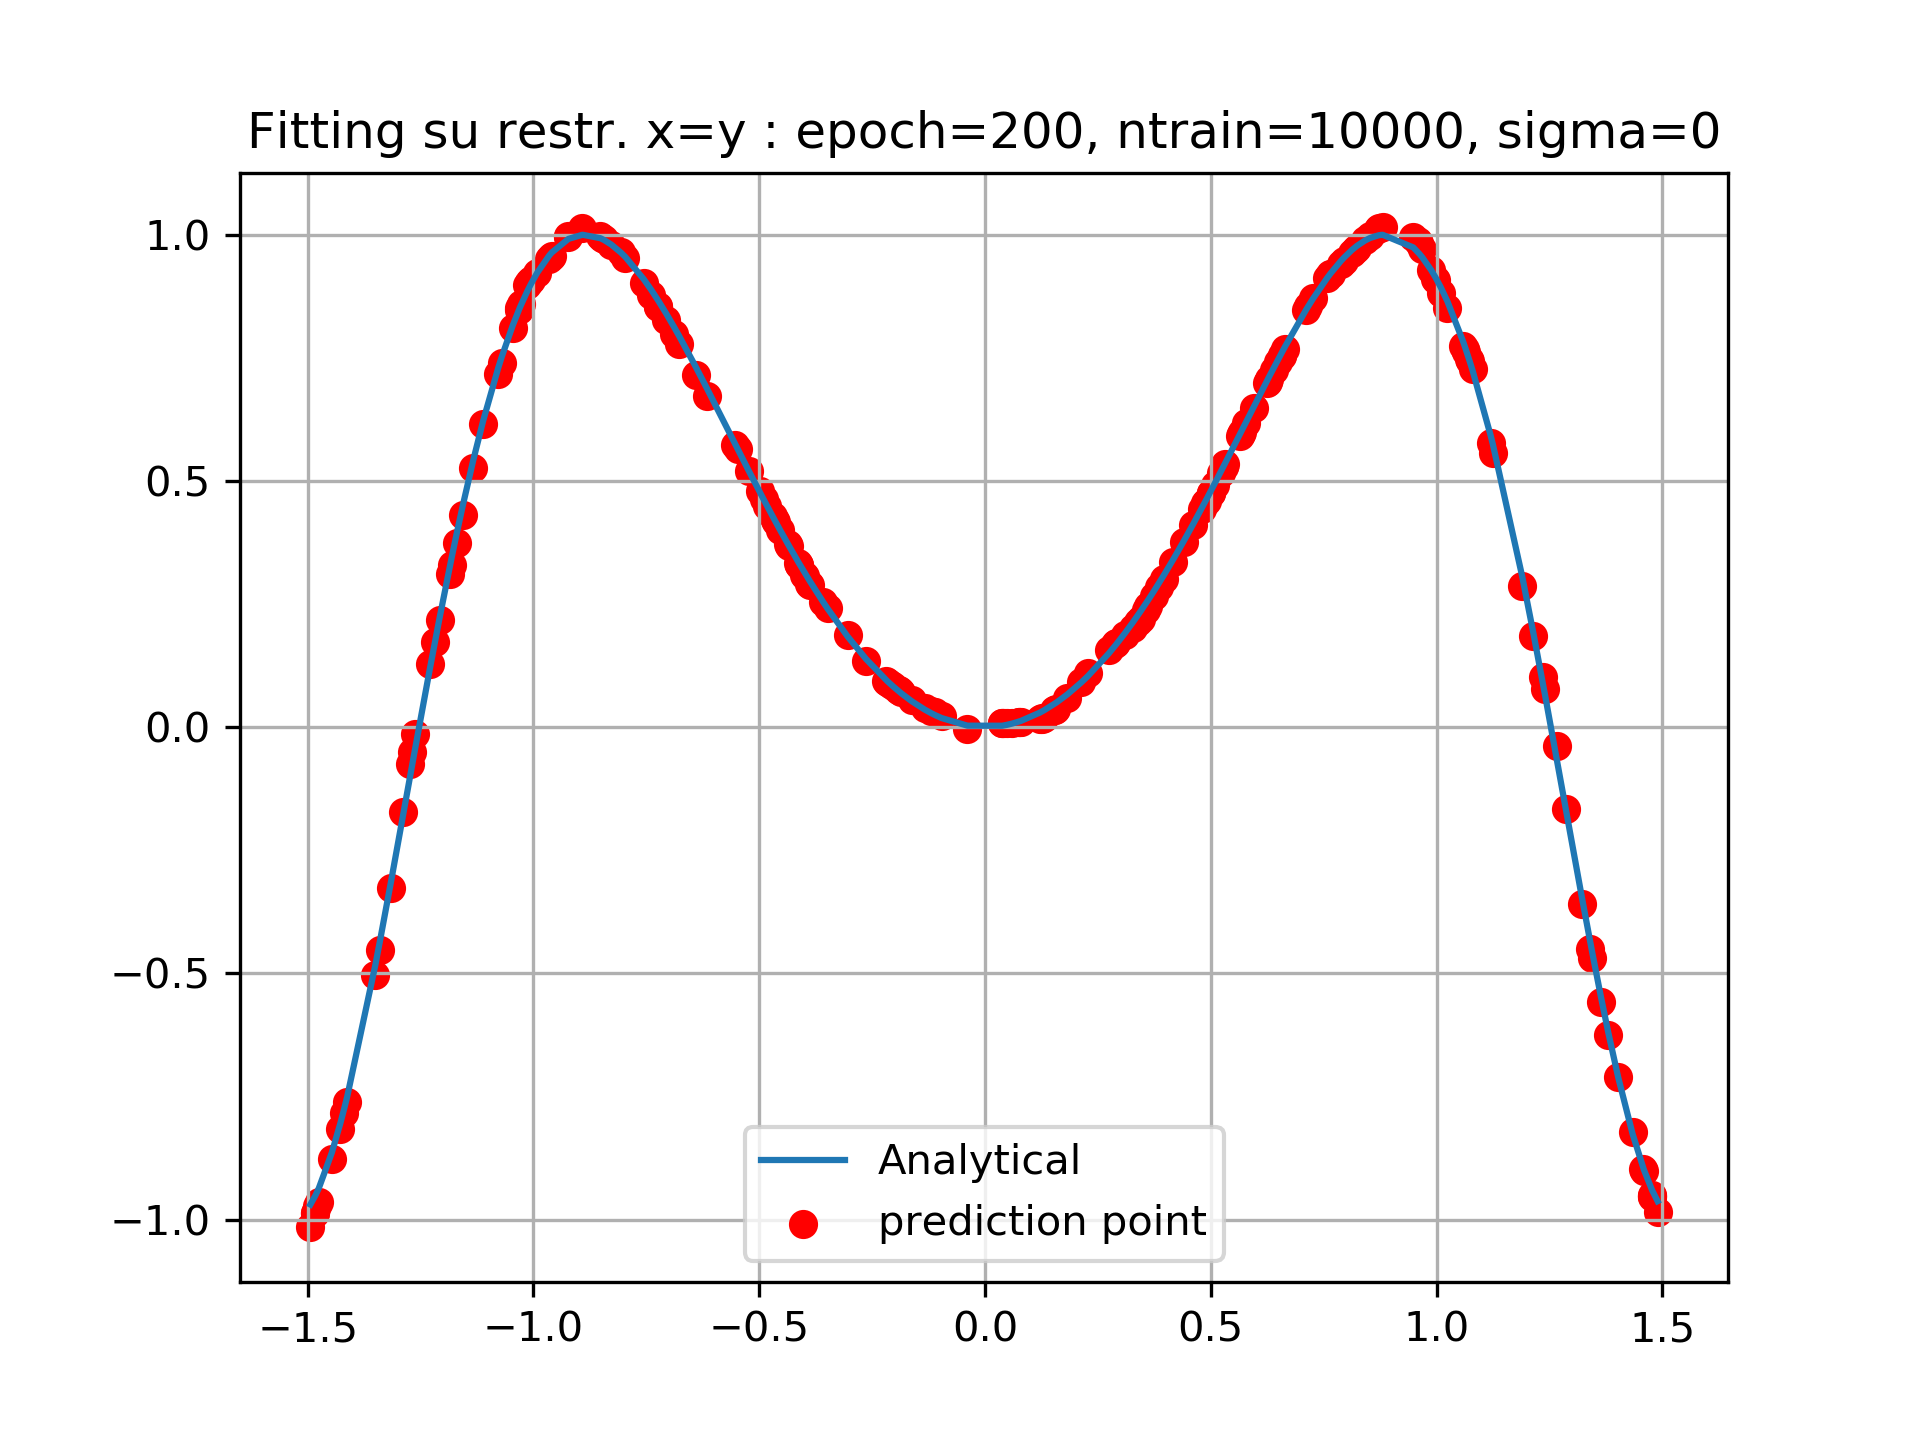 Fitting su restr. x=y : epoch=200, ntrain=10000, sigma=0
1.0
0.5
0.0
−0.5
−1.0
Analytical
prediction point
−1.5 −1.0 −0.5 0.0 0.5 1.0 1.5